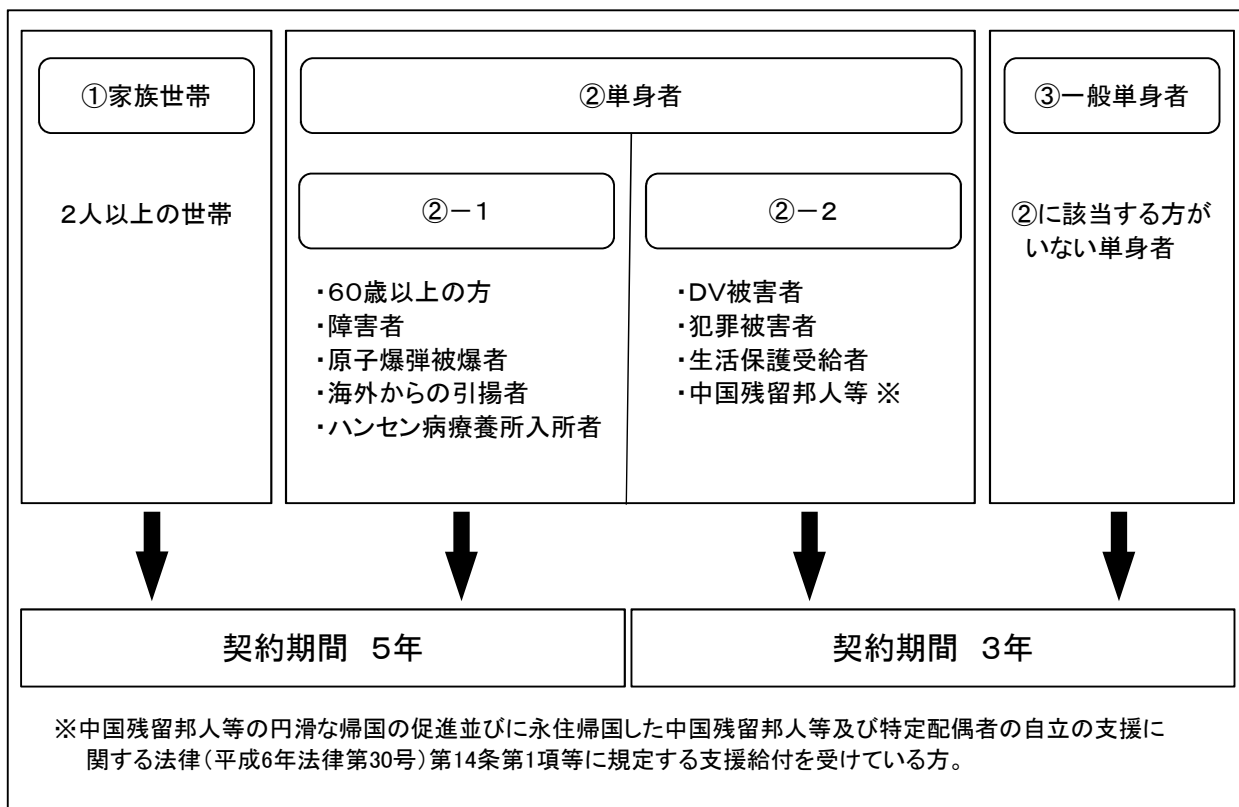 ①家族世帯
2人以上の世帯
②単身者
②-1
・60歳以上の方
・障害者
・原子爆弾被爆者
・海外からの引揚者
・ハンセン病療養所入所者
②-2
・DV被害者
・犯罪被害者
・生活保護受給者
・中国残留邦人等 ※
③一般単身者
②に該当する方が
いない単身者
契約期間 5年
契約期間 3年
※中国残留邦人等の円滑な帰国の促進並びに永住帰国した中国残留邦人等及び特定配偶者の自立の支援に
関する法律(平成6年法律第30号)第14条第1項等に規定する支援給付を受けている方。